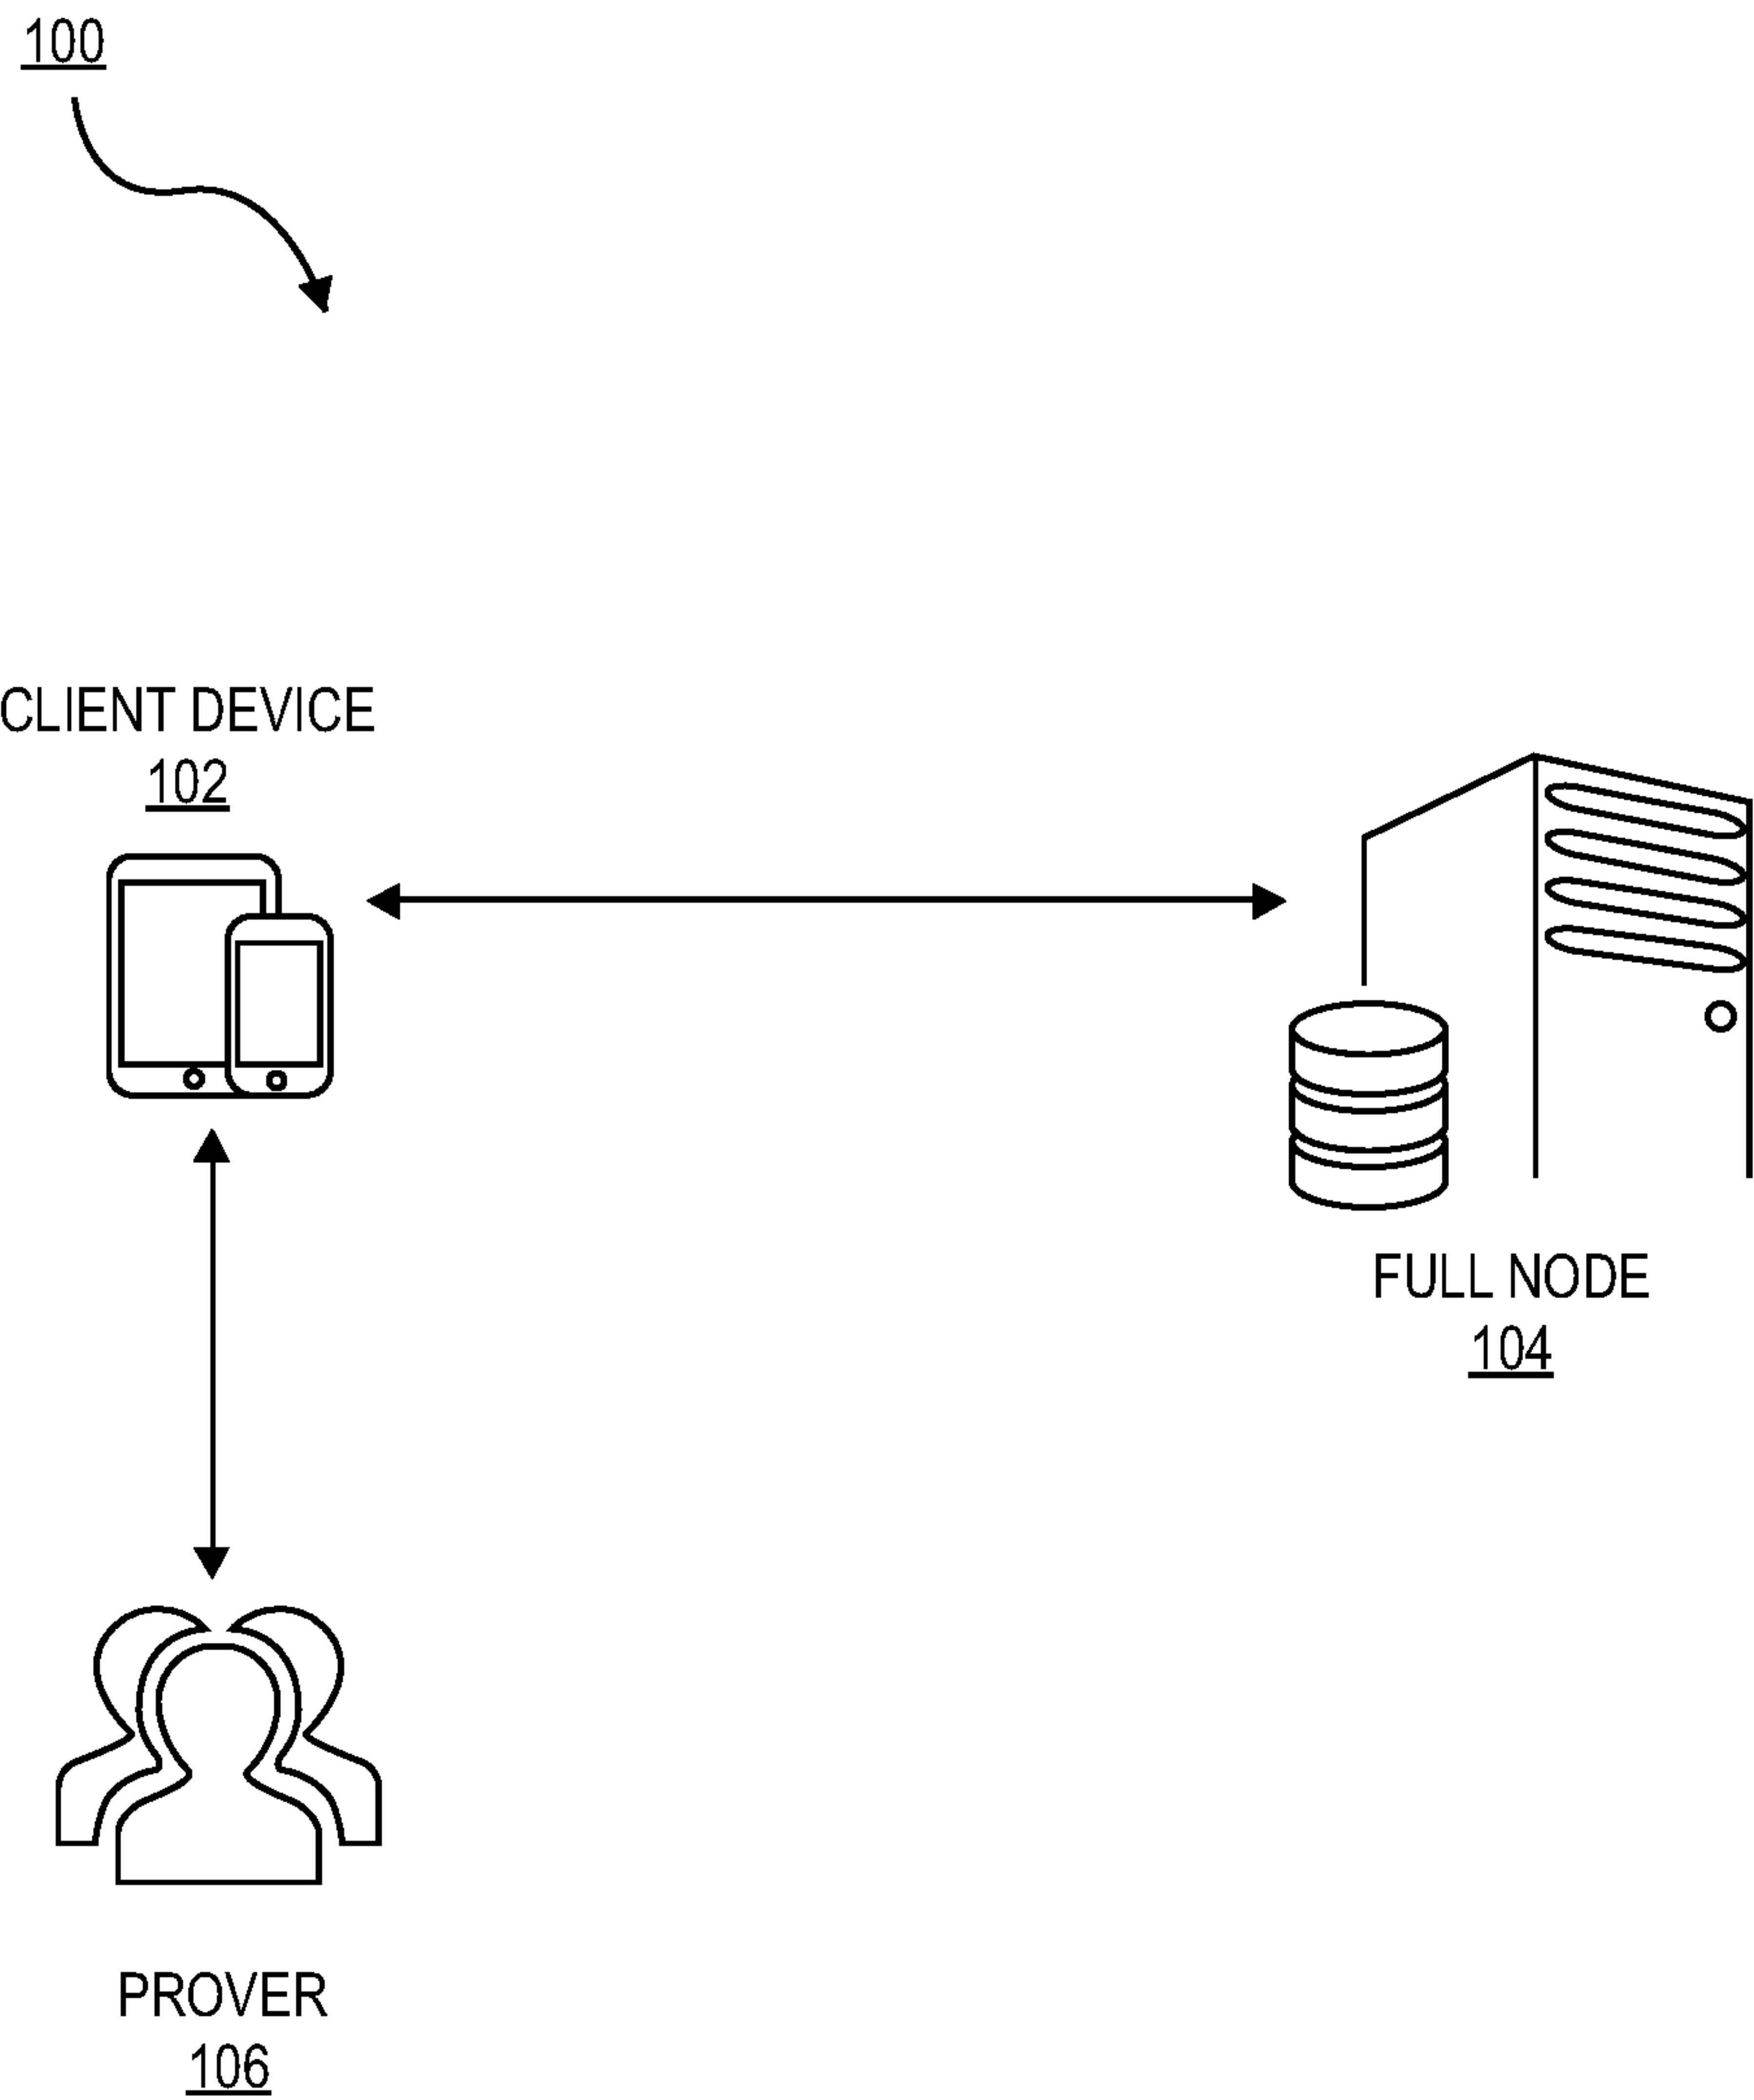 100
CLIENT DEVICE
102
FULL NODE
104
PROVER
106